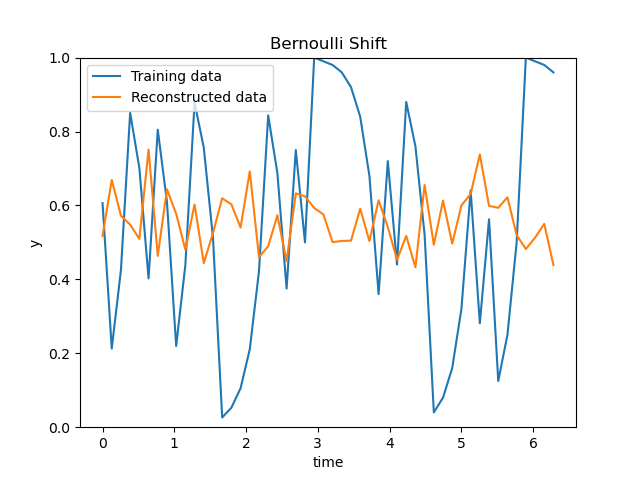 Bernoulli Shift
Training data
Reconstructed data
1.0
0.8
0.6
0.4
0.2
0.0
y
0 1 2 3 4 5 6
time